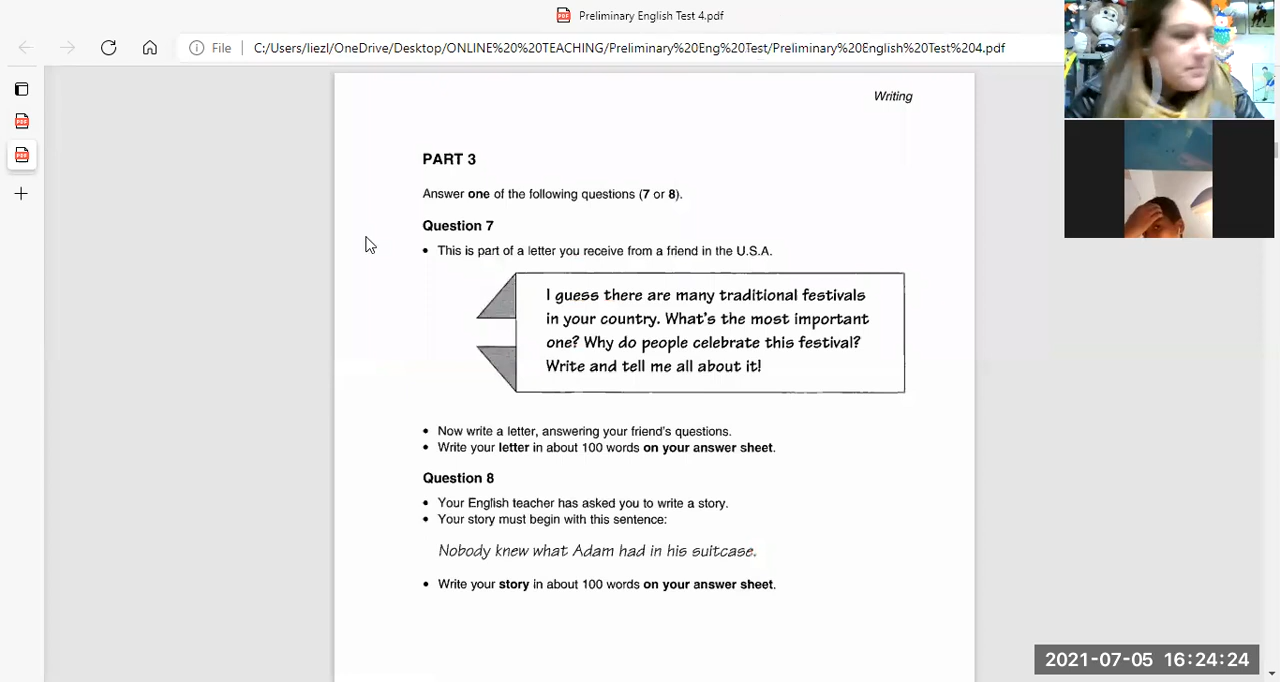 Preliminary English Test 4.pdf
File
C:/Users/liezl/OneDrive/Desktop/ONLINE%20%20TEACHING/Preliminary%20Eng%20Test/Preliminary%20English%20Test%204.pdf
Writing
PART 3
Answer one of the following questions (7 or 8).
Question 7
• This is part of a letter you receive from a friend in the U.S.A.
I guess there are many traditional festivals
in your country. What's the most important
one? Why do people celebrate this festival?
Write and tell me all about it!
• Now write a letter, answering your friend's questions.
• Write your letter in about 100 words on your answer sheet.
Question 8
• Your English teacher has asked you to write a story.
• Your story must begin with this sentence:
Nobody knew what Adam had in his suitcase.
• Write your story in about 100 words on your answer sheet.
2021-07-05 16:24:24